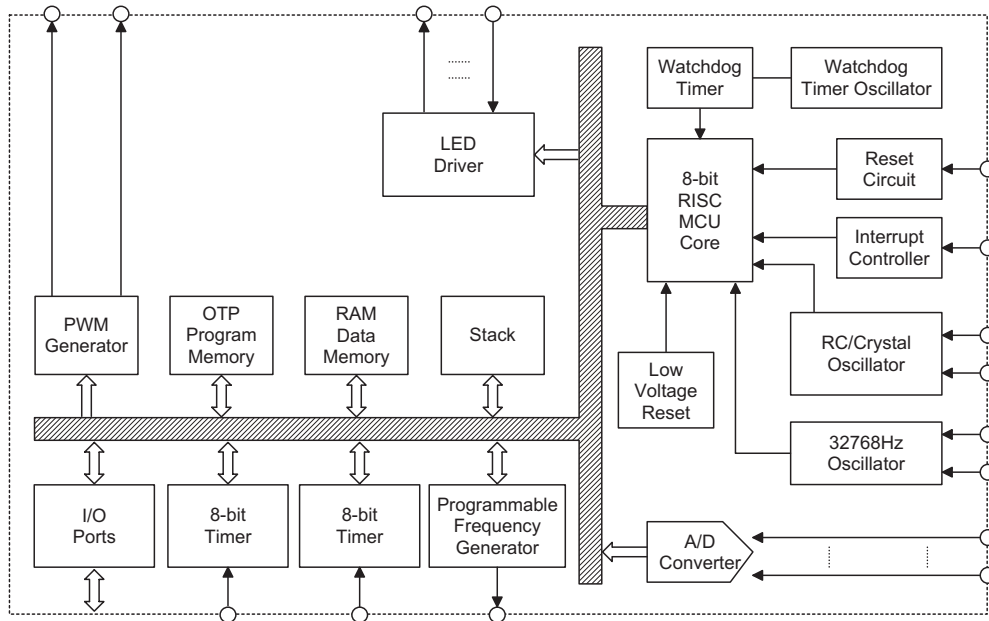 Watchdog
Timer
Watchdog
Timer Oscillator
LED
Driver
8-bit
RISC
MCU
Core
Reset
Circuit
Interrupt
Controller
PWM
Generator
OTP
Program
Memory
RAM
Data
Memory
Stack
Low
Voltage
Reset
RC/Crystal
Oscillator
32768Hz
Oscillator
I/O
Ports
8-bit
Timer
8-bit
Timer
Programmable
Frequency
Generator
A/D
Converter